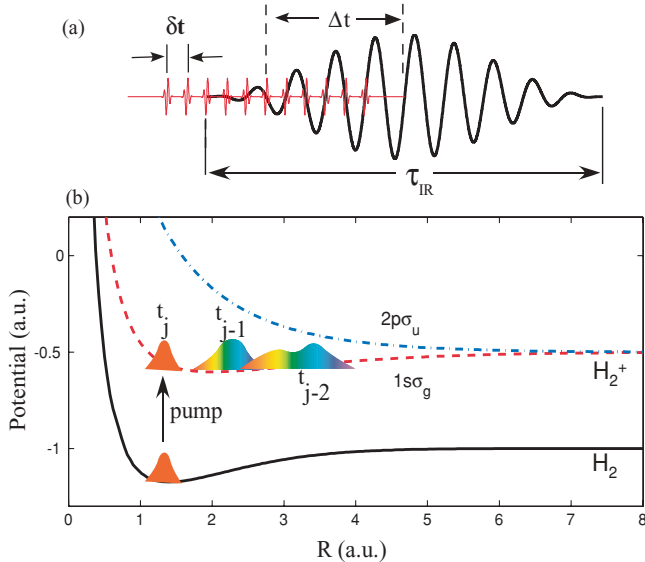 (a)
δt
Δt
τIR
(b)
Potential (a.u.)
0
-0.5
-1
tj
tj-1
tj-2
2pσu
1sσg
H2+
pump
H2
0 1 2 3 4 5 6 7 8
R (a.u.)